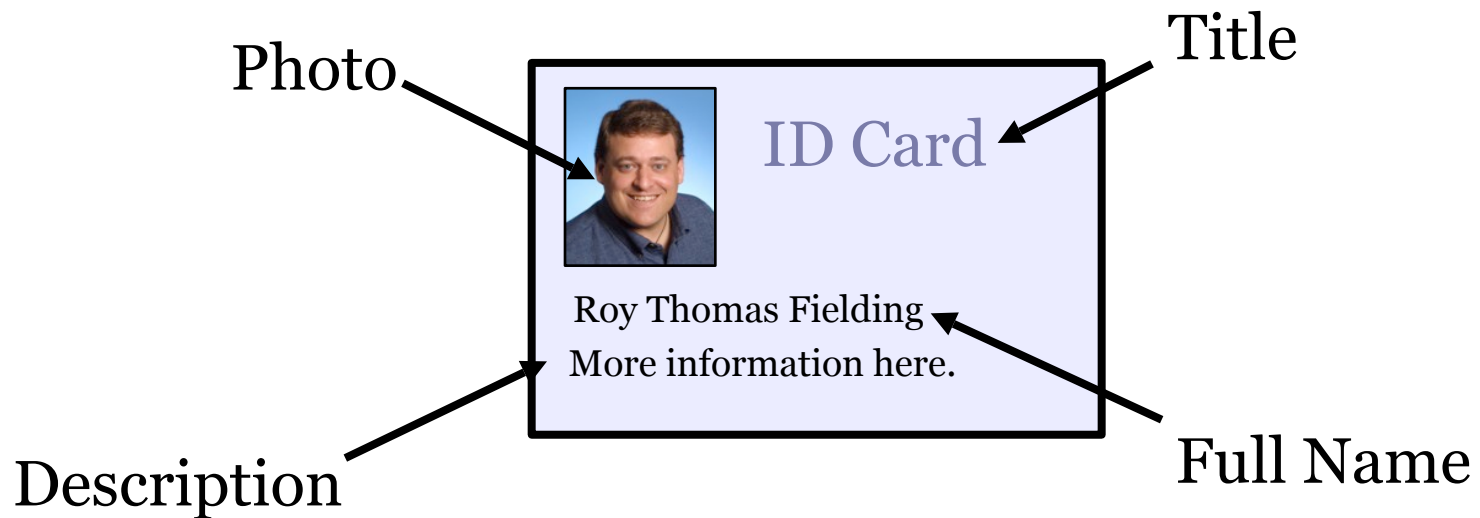 Title
Photo
ID Card
Roy Thomas Fielding
More information here.
Full Name
Description